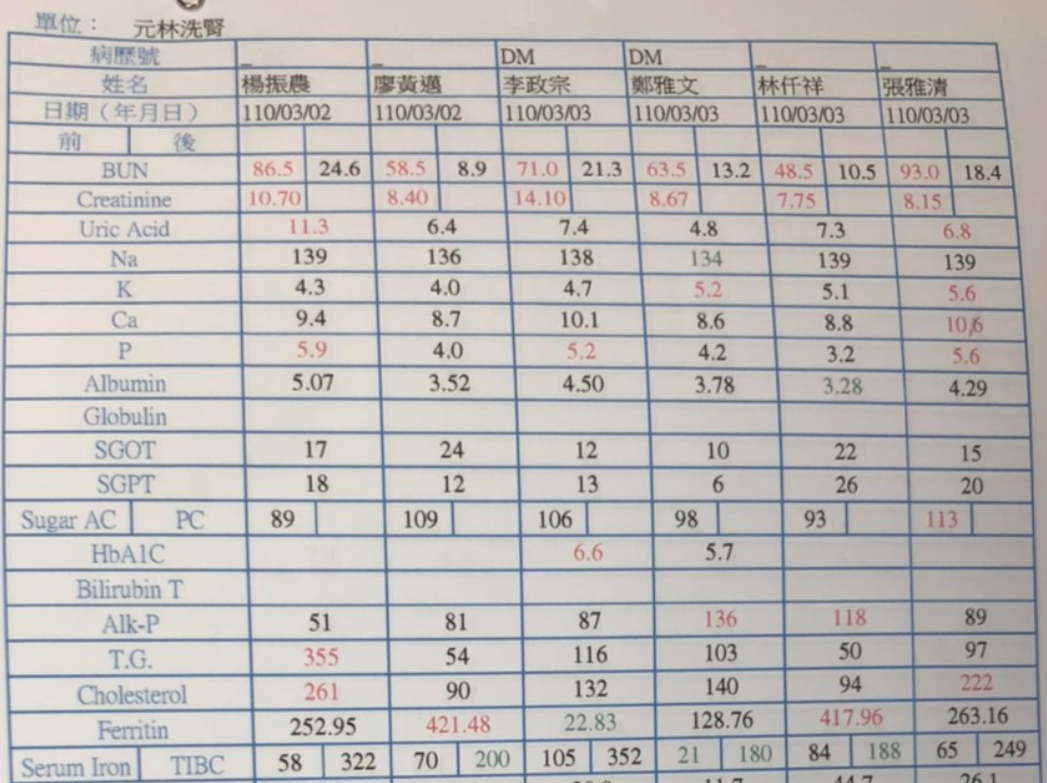 單位： 元林洗腎
病歷號 _ _ DM DM _ _
姓名 楊振農 廖黃邁 李政宗 鄭雅文 林仟祥 張雅清
日期（年月日） 110/03/02 110/03/02 110/03/03 110/03/03 110/03/03 110/03/03
前 後
BUN 86.5 24.6 58.5 8.9 71.0 21.3 63.5 13.2 48.5 10.5 93.0 18.4
Creatinine 10.70 8.40 14.10 8.67 7.75 8.15
Uric Acid 11.3 6.4 7.4 4.8 7.3 6.8
Na 139 136 138 134 139 139
K 4.3 4.0 4.7 5.2 5.1 5.6
Ca 9.4 8.7 10.1 8.6 8.8 10.6
P 5.9 4.0 5.2 4.2 3.2 5.6
Albumin 5.07 3.52 4.50 3.78 3.28 4.29
Globulin
SGOT 17 24 12 10 22 15
SGPT 18 12 13 6 26 20
Sugar AC PC 89 109 106 98 93 113
HbA1C 6.6 5.7
Bilirubin T
Alk-P 51 81 87 136 118 89
T.G. 355 54 116 103 50 97
Cholesterol 261 90 132 140 94 222
Ferritin 252.95 421.48 22.83 128.76 417.96 263.16
Serum Iron TIBC 58 322 70 200 105 352 21 180 84 188 65 249